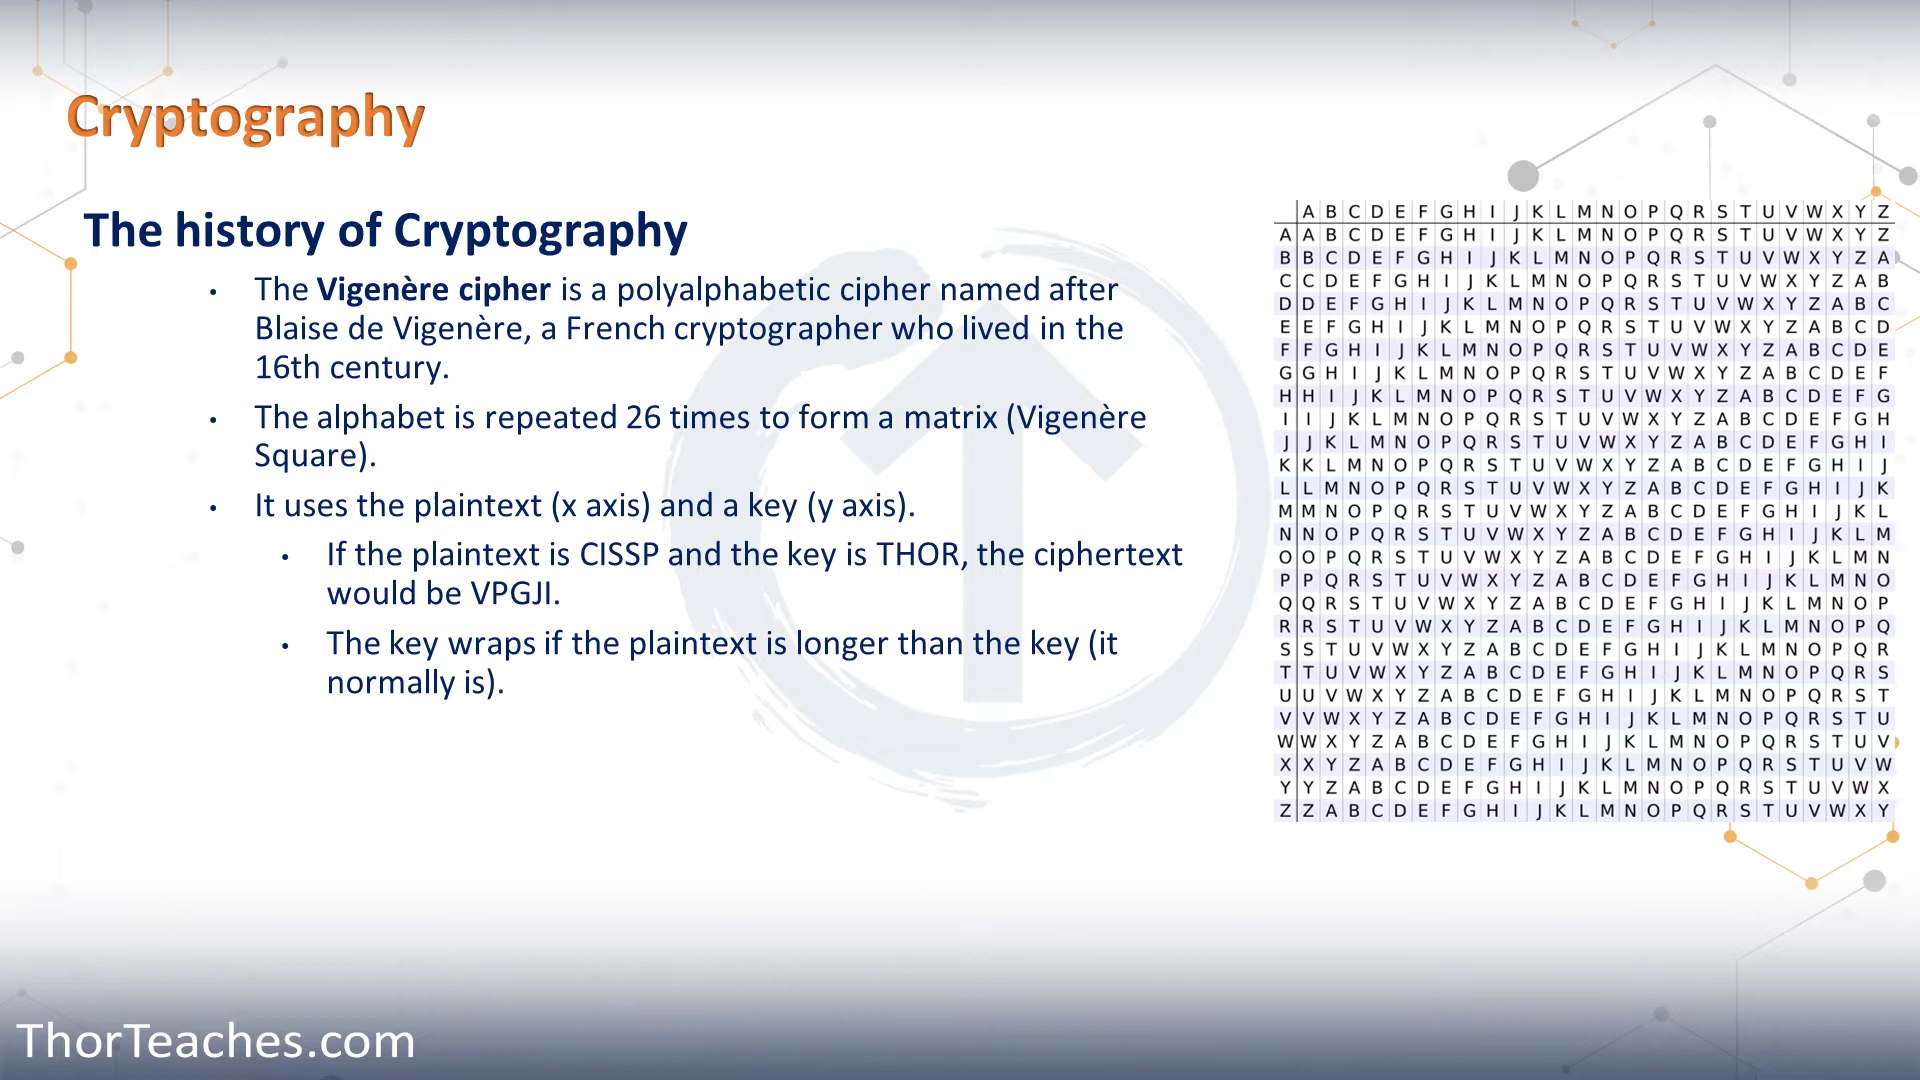 Cryptography
The history of Cryptography
• The Vigenère cipher is a polyalphabetic cipher named after
Blaise de Vigenère, a French cryptographer who lived in the
16th century.
• The alphabet is repeated 26 times to form a matrix (Vigenère
Square).
• It uses the plaintext (x axis) and a key (y axis).
• If the plaintext is CISSP and the key is THOR, the ciphertext
would be VPGJI.
• The key wraps if the plaintext is longer than the key (it
normally is).
A B C D E F G H I J K L M N O P Q R S T U V W X Y Z
A A B C D E F G H I J K L M N O P Q R S T U V W X Y Z
B B C D E F G H I J K L M N O P Q R S T U V W X Y Z A
C C D E F G H I J K L M N O P Q R S T U V W X Y Z A B
D D E F G H I J K L M N O P Q R S T U V W X Y Z A B C
E E F G H I J K L M N O P Q R S T U V W X Y Z A B C D
F F G H I J K L M N O P Q R S T U V W X Y Z A B C D E
G G H I J K L M N O P Q R S T U V W X Y Z A B C D E F
H H I J K L M N O P Q R S T U V W X Y Z A B C D E F G
I I J K L M N O P Q R S T U V W X Y Z A B C D E F G H
J J K L M N O P Q R S T U V W X Y Z A B C D E F G H I
K K L M N O P Q R S T U V W X Y Z A B C D E F G H I J
L L M N O P Q R S T U V W X Y Z A B C D E F G H I J K
M M N O P Q R S T U V W X Y Z A B C D E F G H I J K L
N N O P Q R S T U V W X Y Z A B C D E F G H I J K L M
O O P Q R S T U V W X Y Z A B C D E F G H I J K L M N
P P Q R S T U V W X Y Z A B C D E F G H I J K L M N O
Q Q R S T U V W X Y Z A B C D E F G H I J K L M N O P
R R S T U V W X Y Z A B C D E F G H I J K L M N O P Q
S S T U V W X Y Z A B C D E F G H I J K L M N O P Q R
T T U V W X Y Z A B C D E F G H I J K L M N O P Q R S
U U V W X Y Z A B C D E F G H I J K L M N O P Q R S T
V V W X Y Z A B C D E F G H I J K L M N O P Q R S T U
W W X Y Z A B C D E F G H I J K L M N O P Q R S T U V
X X Y Z A B C D E F G H I J K L M N O P Q R S T U V W
Y Y Z A B C D E F G H I J K L M N O P Q R S T U V W X
Z Z A B C D E F G H I J K L M N O P Q R S T U V W X Y
ThorTeaches.com